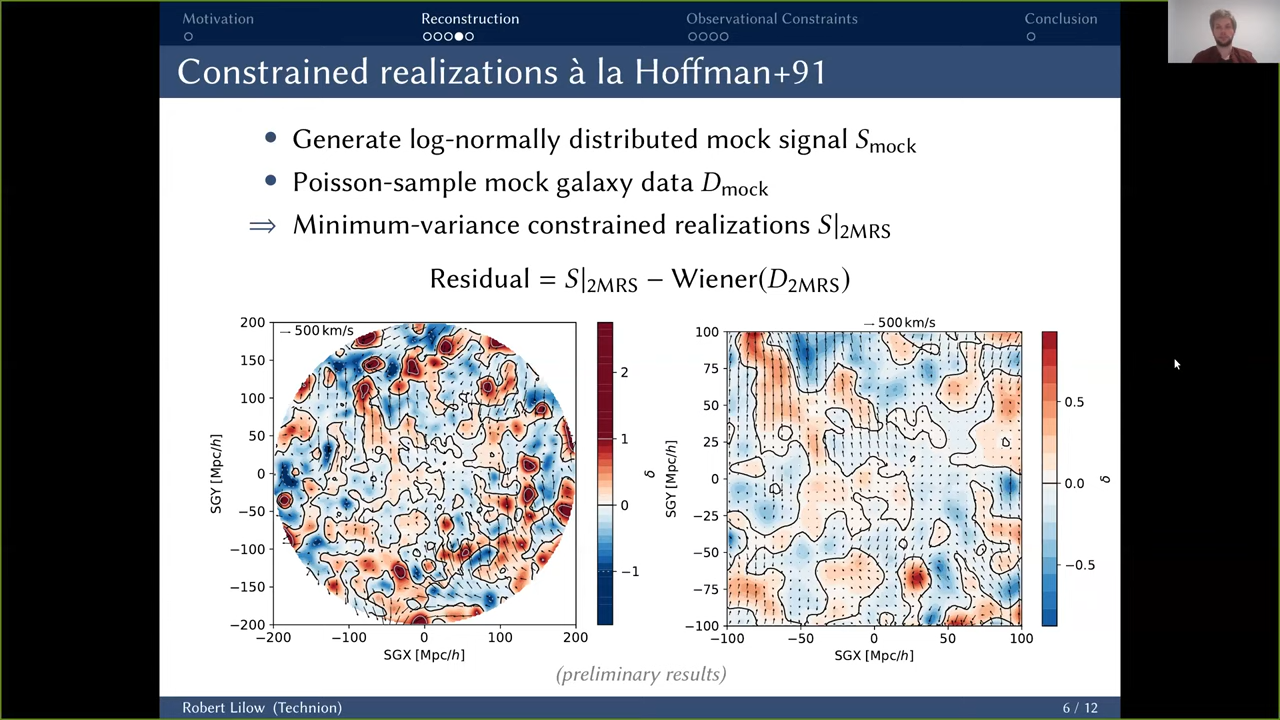 Motivation
Reconstruction
Observational Constraints
Conclusion
Constrained realizations à la Hoffman+91
• Generate log-normally distributed mock signal S_mock
• Poisson-sample mock galaxy data D_mock
⟹ Minimum-variance constrained realizations S|_2MRS
Residual = S|_2MRS − Wiener(D_2MRS)
→ 500 km/s
200
150
100
50
0
−50
−100
−150
−200
SGY [Mpc/h]
−200
−100
0
100
200
SGX [Mpc/h]
2
1
0
−1
δ
→ 500 km/s
100
75
50
25
0
−25
−50
−75
−100
SGY [Mpc/h]
−100
−50
0
50
100
SGX [Mpc/h]
0.5
0.0
−0.5
δ
(preliminary results)
Robert Lilow (Technion)
6 / 12